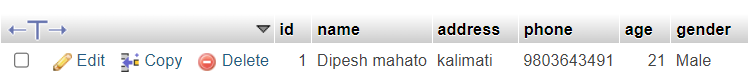 id name address phone age gender
Edit Copy Delete 1 Dipesh mahato kalimati 9803643491 21 Male